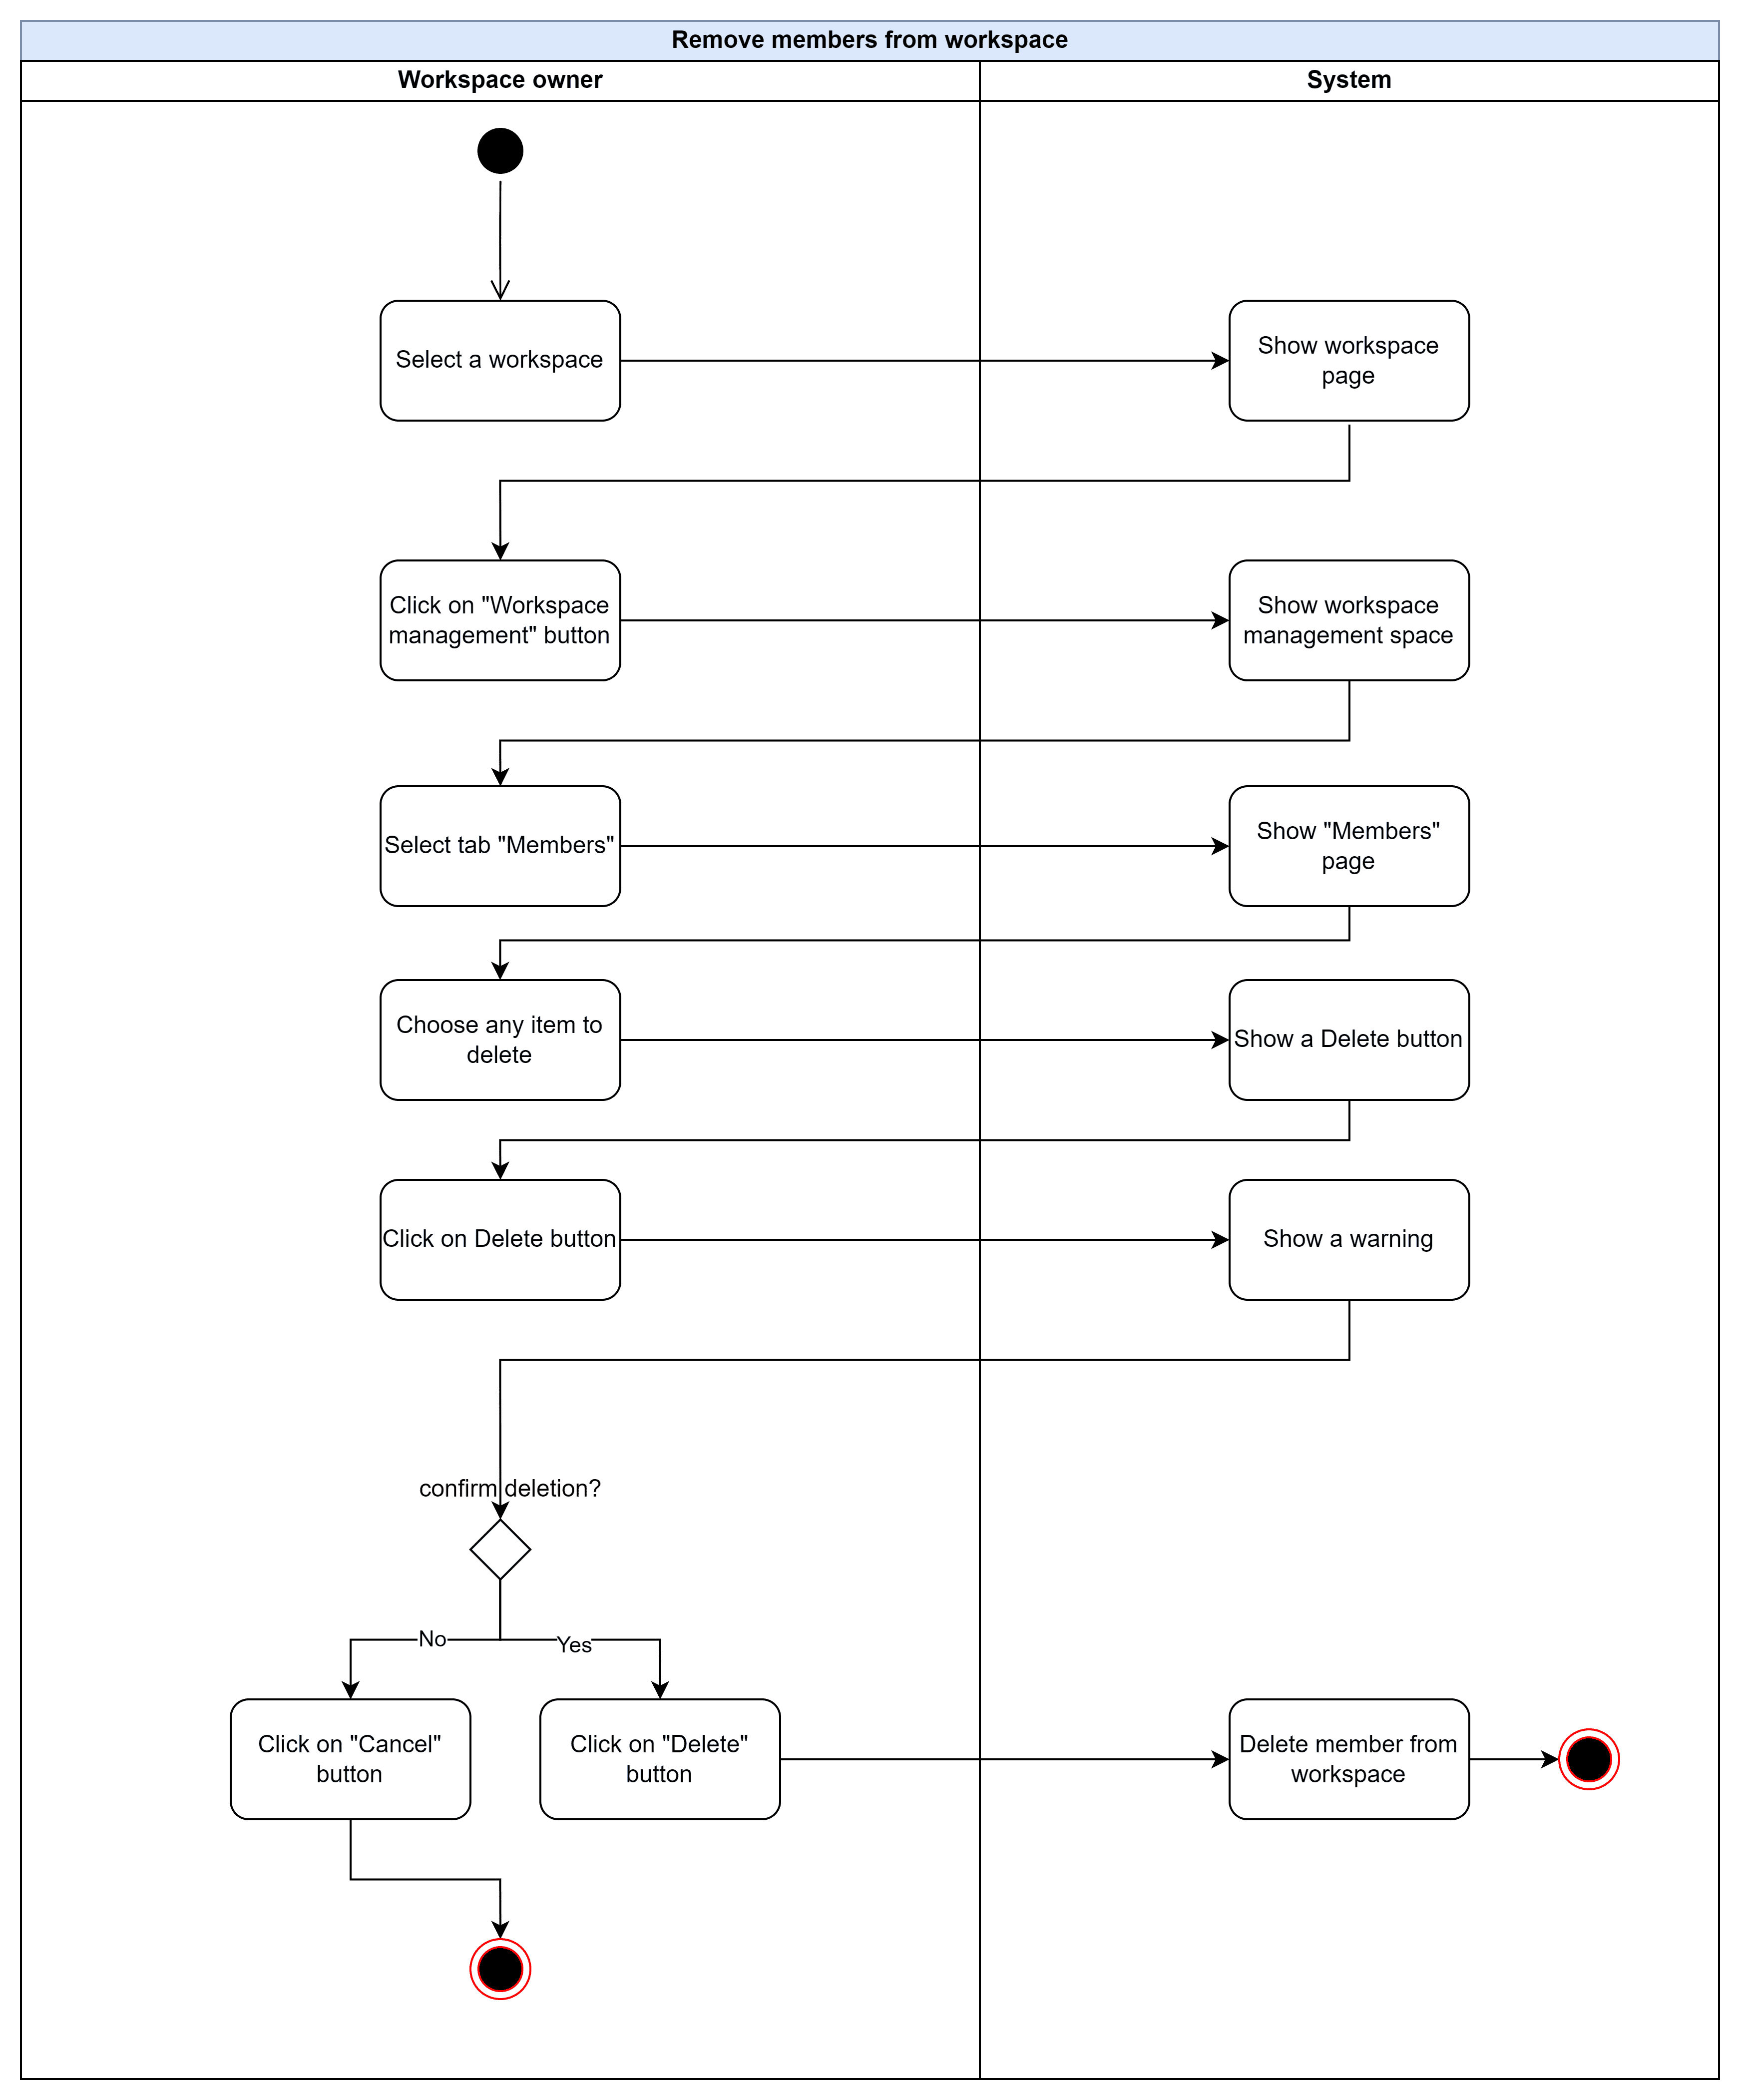 Remove members from workspace
Workspace owner
System
Select a workspace
Show workspace
page
Click on "Workspace
management" button
Show workspace
management space
Select tab "Members"
Show "Members"
page
Choose any item to
delete
Show a Delete button
Click on Delete button
Show a warning
confirm deletion?
No
Yes
Click on "Cancel"
button
Click on "Delete"
button
Delete member from
workspace